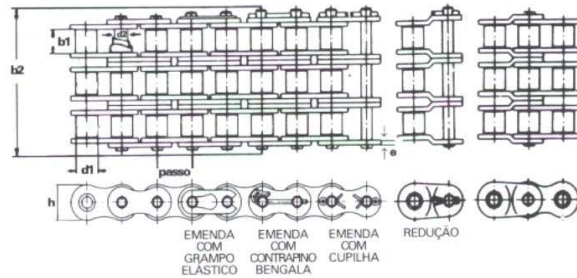 b1
d2
b2
e
d1
passo
h
EMENDA
COM
GRAMPO
ELÁSTICO
EMENDA
COM
CONTRAPINO
BENGALA
EMENDA
COM
CUPILHA
REDUÇÃO